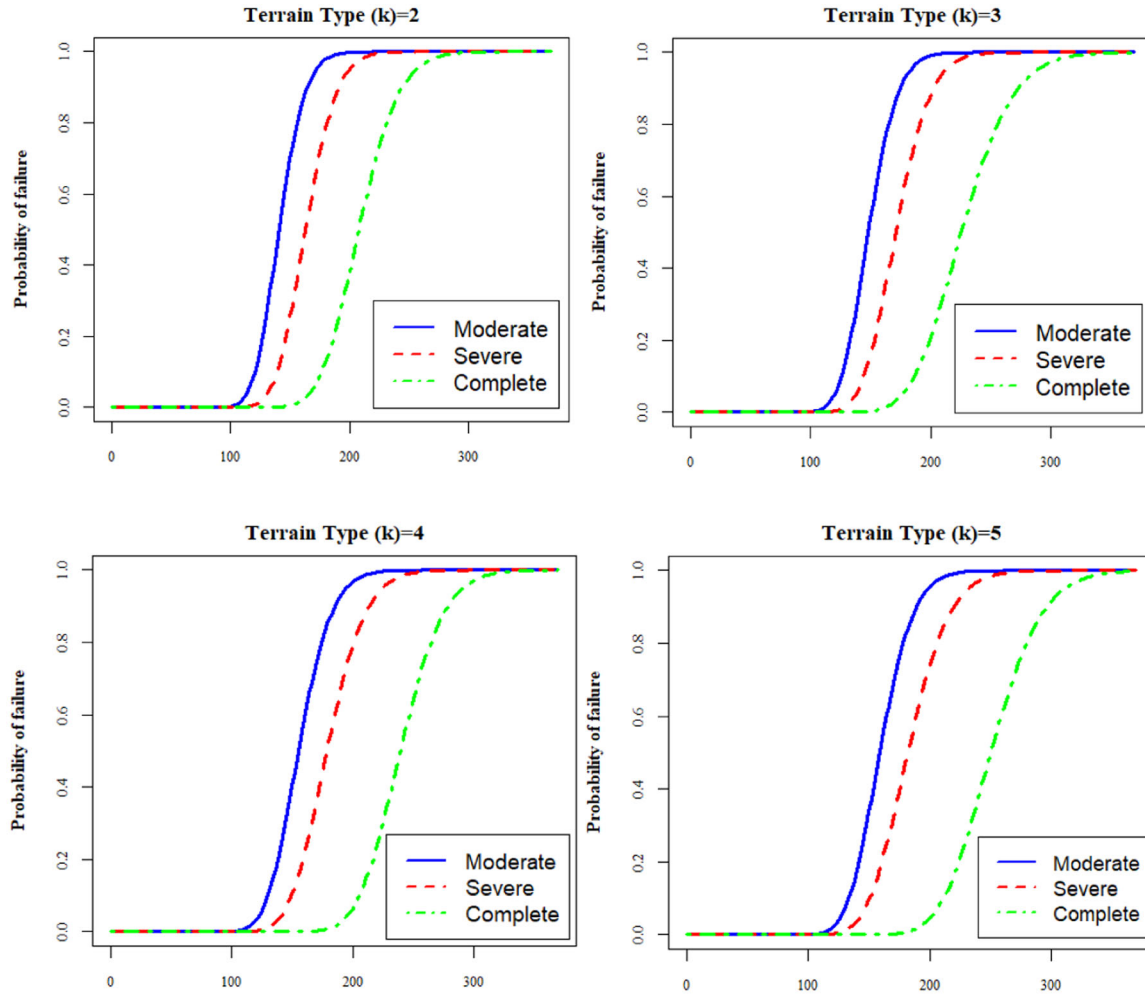 Terrain Type (k)=2
Probability of failure
1.0
0.8
0.6
0.4
0.2
0.0
0 100 200 300
Moderate
Severe
Complete
Terrain Type (k)=3
Probability of failure
1.0
0.8
0.6
0.4
0.2
0.0
0 100 200 300
Moderate
Severe
Complete
Terrain Type (k)=4
Probability of failure
1.0
0.8
0.6
0.4
0.2
0.0
0 100 200 300
Moderate
Severe
Complete
Terrain Type (k)=5
Probability of failure
1.0
0.8
0.6
0.4
0.2
0.0
0 100 200 300
Moderate
Severe
Complete